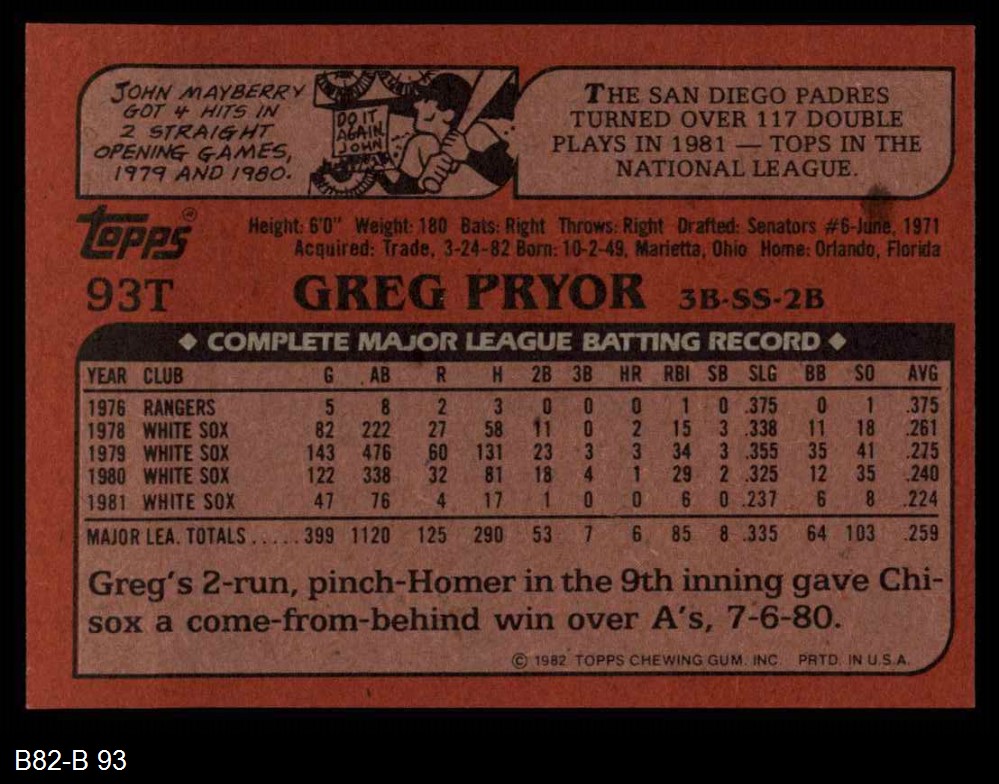 JOHN MAYBERRY
GOT 4 HITS IN
2 STRAIGHT
OPENING GAMES,
1979 AND 1980.
DO IT
AGAIN
JOHN
THE SAN DIEGO PADRES
TURNED OVER 117 DOUBLE
PLAYS IN 1981 — TOPS IN THE
NATIONAL LEAGUE.
Topps®
Height: 6'0" Weight: 180 Bats: Right Throws: Right Drafted: Senators #6-June, 1971
Acquired: Trade, 3-24-82 Born: 10-2-49, Marietta, Ohio Home: Orlando, Florida
93T GREG PRYOR 3B-SS-2B
◆ COMPLETE MAJOR LEAGUE BATTING RECORD ◆
YEAR CLUB G AB R H 2B 3B HR RBI SB SLG BB SO AVG
1976 RANGERS 5 8 2 3 0 0 0 1 0 .375 0 1 .375
1978 WHITE SOX 82 222 27 58 11 0 2 15 3 .338 11 18 .261
1979 WHITE SOX 143 476 60 131 23 3 3 34 3 .355 35 41 .275
1980 WHITE SOX 122 338 32 81 18 4 1 29 2 .325 12 35 .240
1981 WHITE SOX 47 76 4 17 1 0 0 6 0 .237 6 8 .224
MAJOR LEA. TOTALS.....399 1120 125 290 53 7 6 85 8 .335 64 103 .259
Greg's 2-run, pinch-Homer in the 9th inning gave Chi-
sox a come-from-behind win over A's, 7-6-80.
© 1982 TOPPS CHEWING GUM. INC. PRTD. IN U.S.A.
B82-B 93